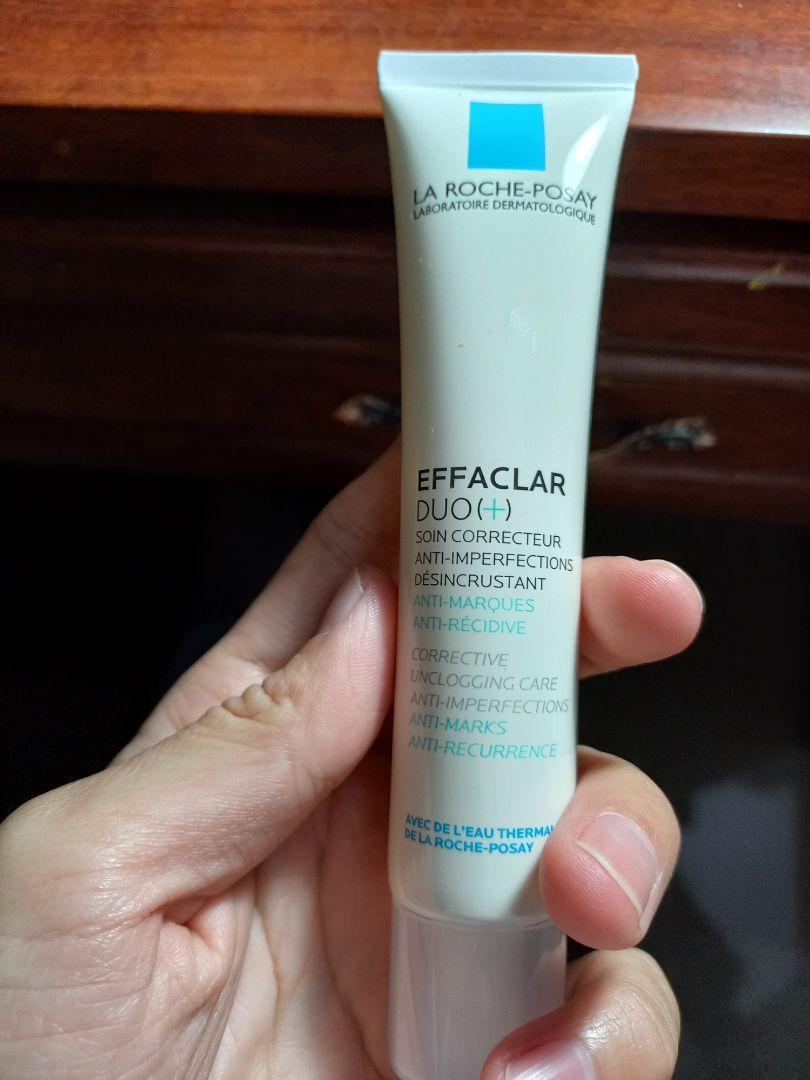 LA ROCHE-POSAY
LABORATOIRE DERMATOLOGIQUE
EFFACLAR
DUO(+)
SOIN CORRECTEUR
ANTI-IMPERFECTIONS
DÉSINCRUSTANT
ANTI-MARQUES
ANTI-RÉCIDIVE
CORRECTIVE
UNCLOGGING CARE
ANTI-IMPERFECTIONS
ANTI-MARKS
ANTI-RECURRENCE
AVEC DE L'EAU THERMAL
DE LA ROCHE-POSAY